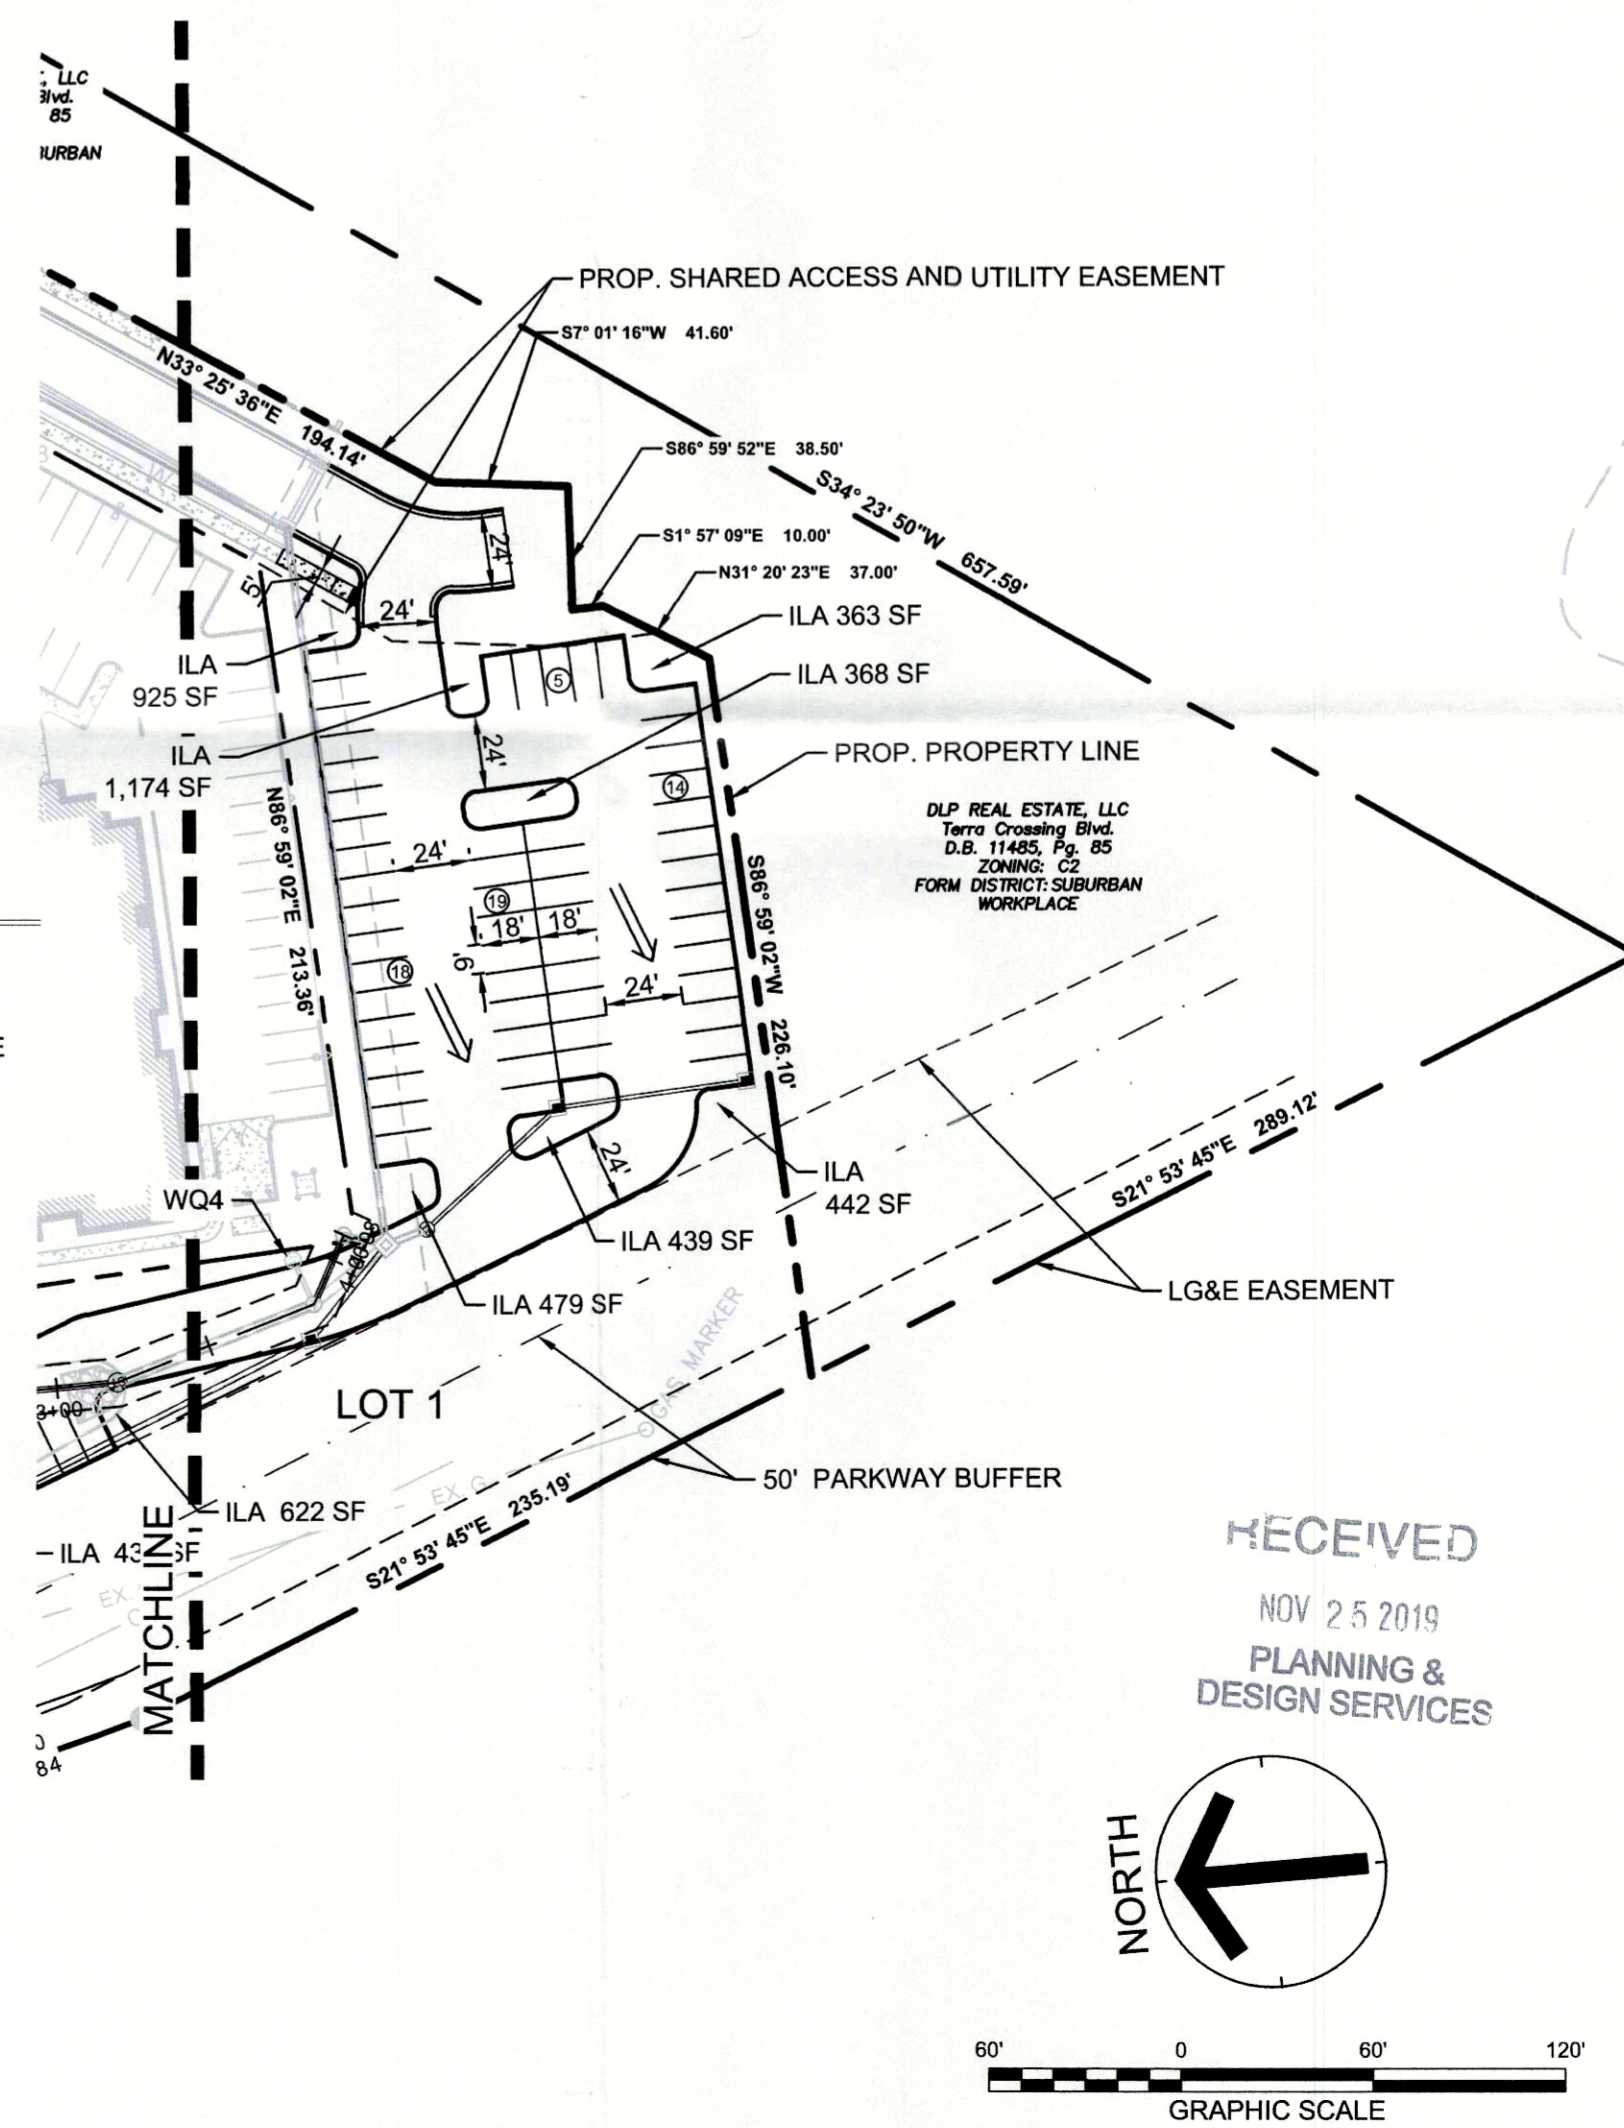 , LLC
Blvd.
85
PROP. SHARED ACCESS AND UTILITY EASEMENT
S7° 01' 16"W 41.60'
N33° 25' 36"E 194.14'
S86° 59' 52"E 38.50'
S34° 23' 50"W 657.59'
S1° 57' 09"E 10.00'
24'
N31° 20' 23"E 37.00'
5'
24'
ILA 363 SF
ILA
925 SF
ILA 368 SF
5
24'
ILA
1,174 SF
PROP. PROPERTY LINE
14
DLP REAL ESTATE, LLC
Terra Crossing Blvd.
D.B. 11485, Pg. 85
ZONING: C2
FORM DISTRICT: SUBURBAN
WORKPLACE
N86° 59' 02"E 213.36'
24'
S86° 59' 02"W 226.10'
19
18' 18'
9'
18
24'
24'
S21° 53' 45"E 289.12'
ILA
442 SF
WQ4
ILA 439 SF
LG&E EASEMENT
ILA 479 SF
GAS MARKER
LOT 1
3+00
50' PARKWAY BUFFER
EX. G
S21° 53' 45"E 235.19'
ILA 622 SF
MATCHLINE
EX.
84
RECEIVED
NOV 25 2019
PLANNING &
DESIGN SERVICES
NORTH
60' 0 60' 120'
GRAPHIC SCALE